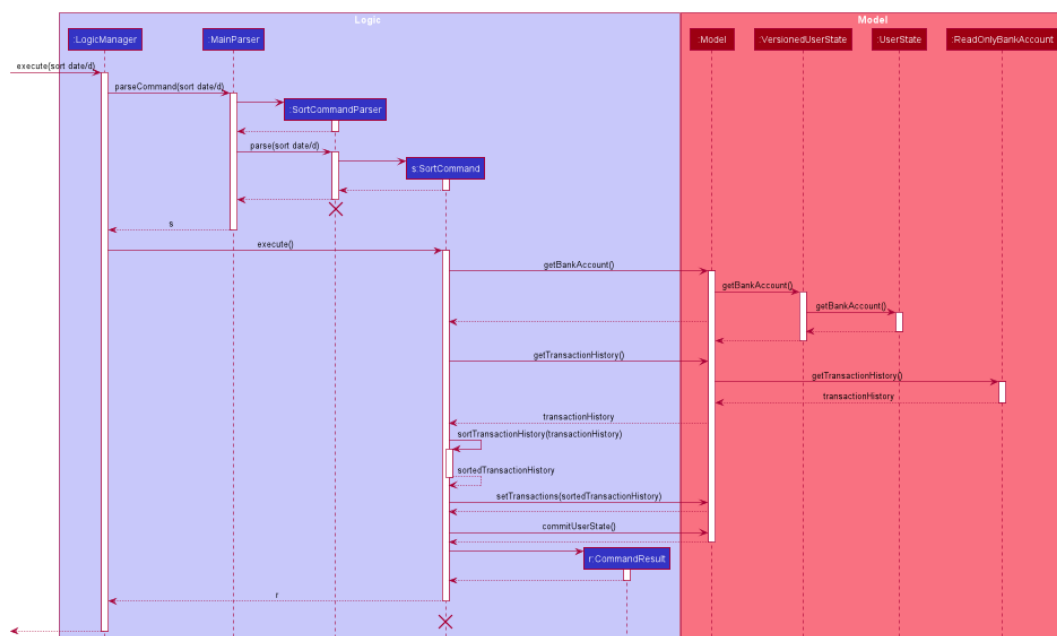 Logic
Model
:LogicManager
:MainParser
:Model
:VersionedUserState
:UserState
:ReadOnlyBankAccount
execute(sort date/d)
parseCommand(sort date/d)
:SortCommandParser
parse(sort date/d)
s:SortCommand
s
execute()
getBankAccount()
getBankAccount()
getBankAccount()
getTransactionHistory()
getTransactionHistory()
transactionHistory
transactionHistory
sortTransactionHistory(transactionHistory)
sortedTransactionHistory
setTransactions(sortedTransactionHistory)
commitUserState()
r:CommandResult
r